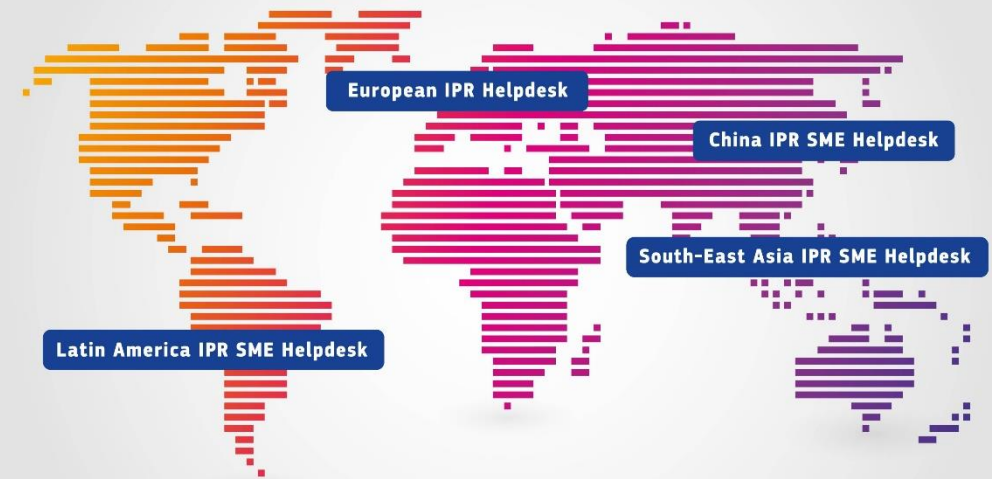 European IPR Helpdesk
China IPR SME Helpdesk
South-East Asia IPR SME Helpdesk
Latin America IPR SME Helpdesk